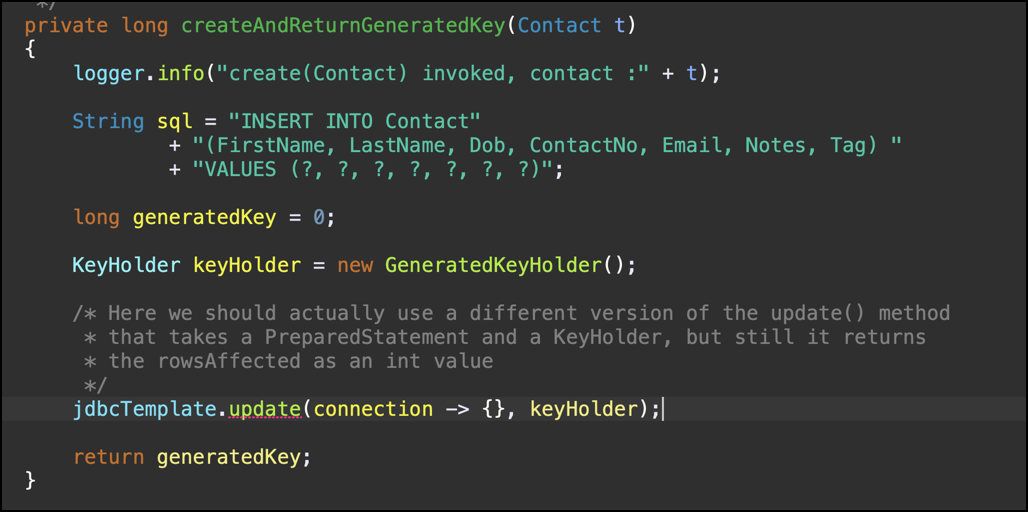 */
private long createAndReturnGeneratedKey(Contact t)
{
logger.info("create(Contact) invoked, contact :" + t);
String sql = "INSERT INTO Contact"
+ "(FirstName, LastName, Dob, ContactNo, Email, Notes, Tag) "
+ "VALUES (?, ?, ?, ?, ?, ?, ?)";
long generatedKey = 0;
KeyHolder keyHolder = new GeneratedKeyHolder();
/* Here we should actually use a different version of the update() method
* that takes a PreparedStatement and a KeyHolder, but still it returns
* the rowsAffected as an int value
*/
jdbcTemplate.update(connection -> {}, keyHolder);
return generatedKey;
}